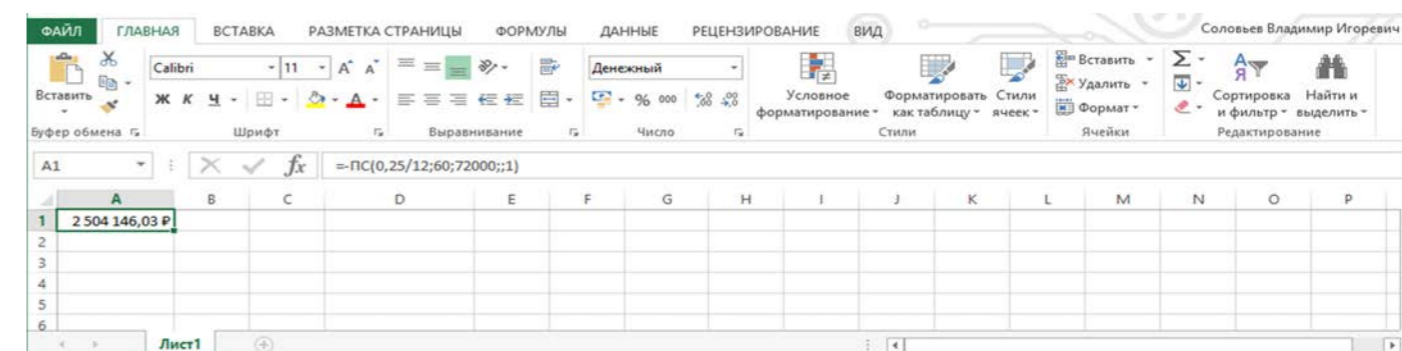 ФАЙЛ ГЛАВНАЯ ВСТАВКА РАЗМЕТКА СТРАНИЦЫ ФОРМУЛЫ ДАННЫЕ РЕЦЕНЗИРОВАНИЕ ВИД Соловьев Владимир Игоревич
Calibri 11 A A Денежный Вставить Σ
Вставить Ж К Ч % 000 Условное Форматировать Стили Удалить Сортировка Найти и
форматирование как таблицу ячеек Формат и фильтр выделить
Буфер обмена Шрифт Выравнивание Число Стили Ячейки Редактирование
A1 fx =-ПС(0,25/12;60;72000;;1)
A B C D E F G H I J K L M N O P
1 2 504 146,03 ₽
2
3
4
5
6
Лист1